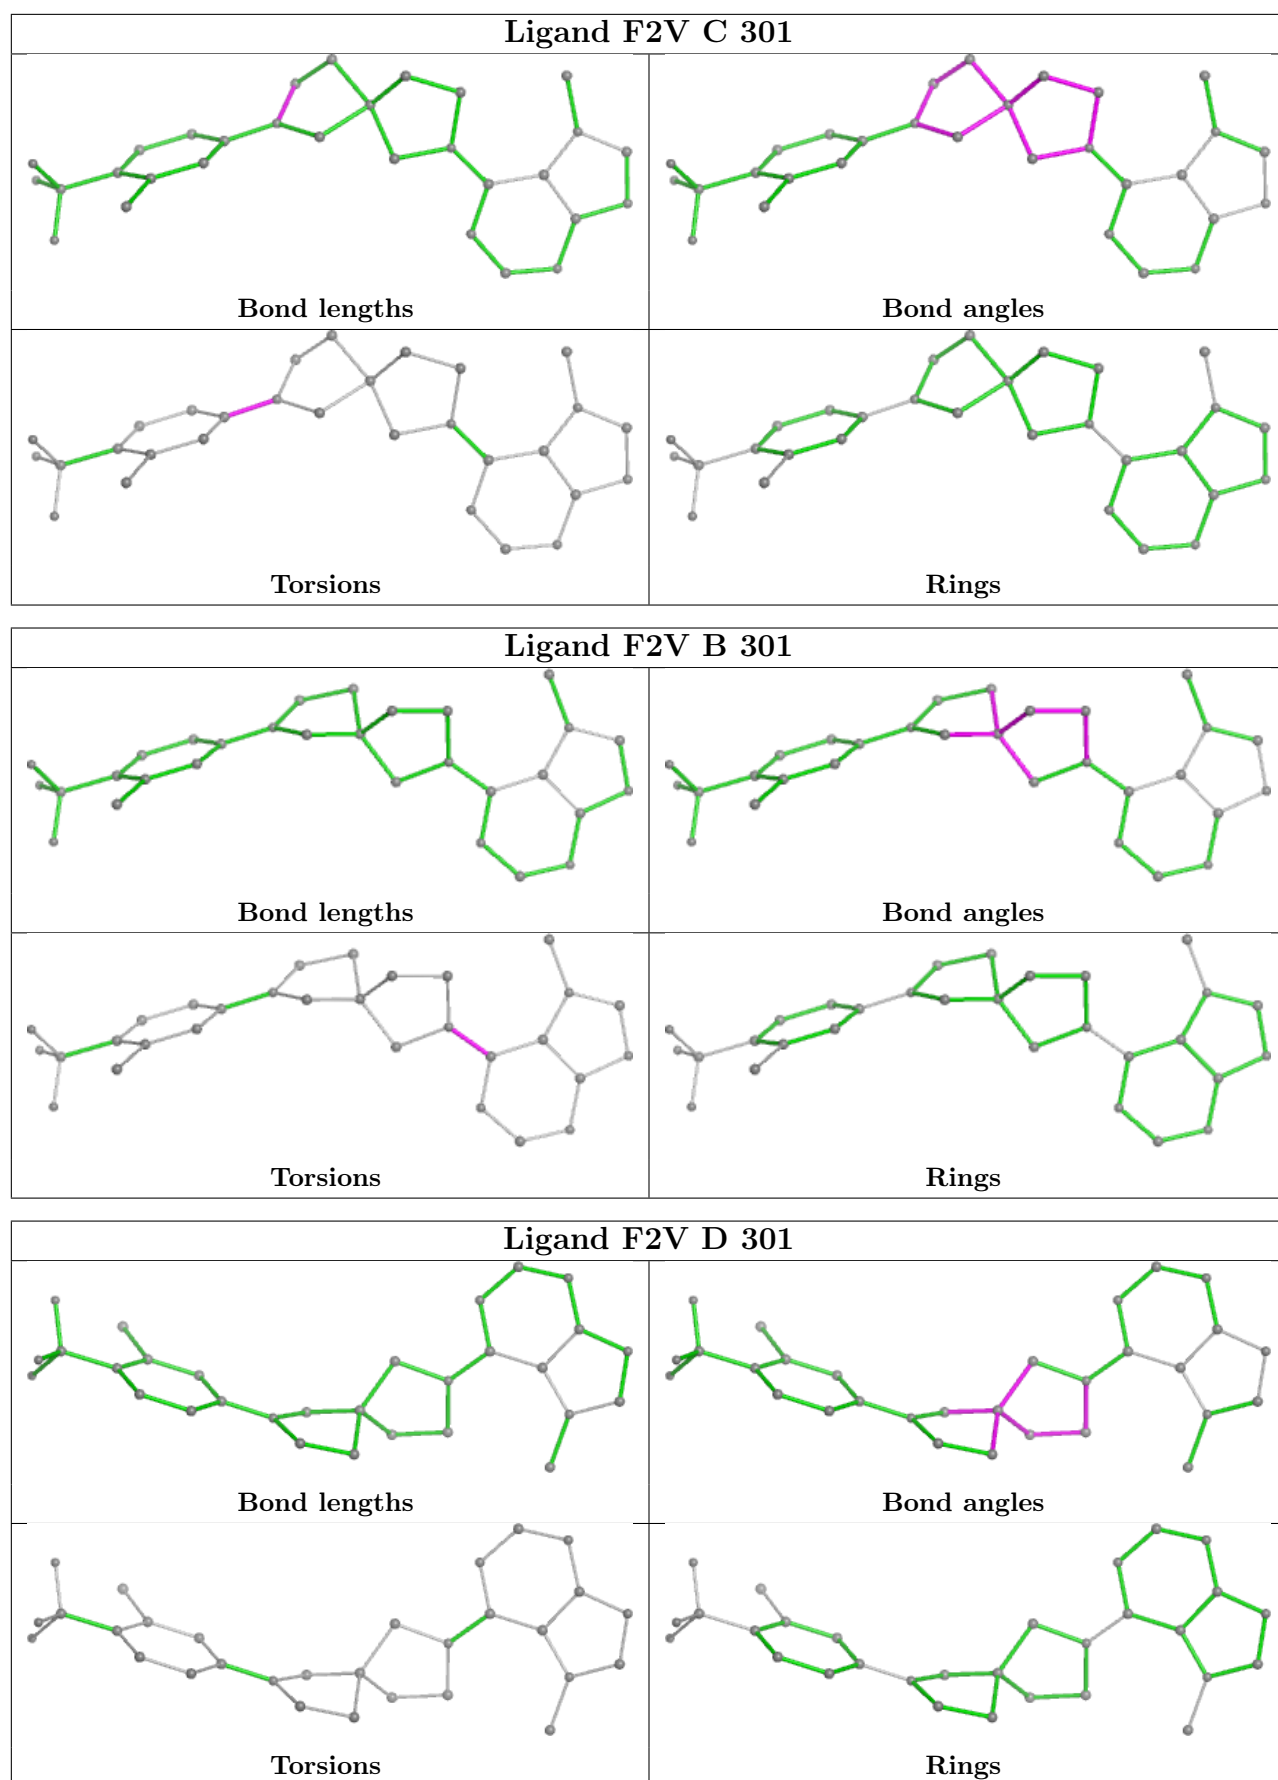 Ligand F2V C 301
Bond lengths
Bond angles
Torsions
Rings
Ligand F2V B 301
Bond lengths
Bond angles
Torsions
Rings
Ligand F2V D 301
Bond lengths
Bond angles
Torsions
Rings